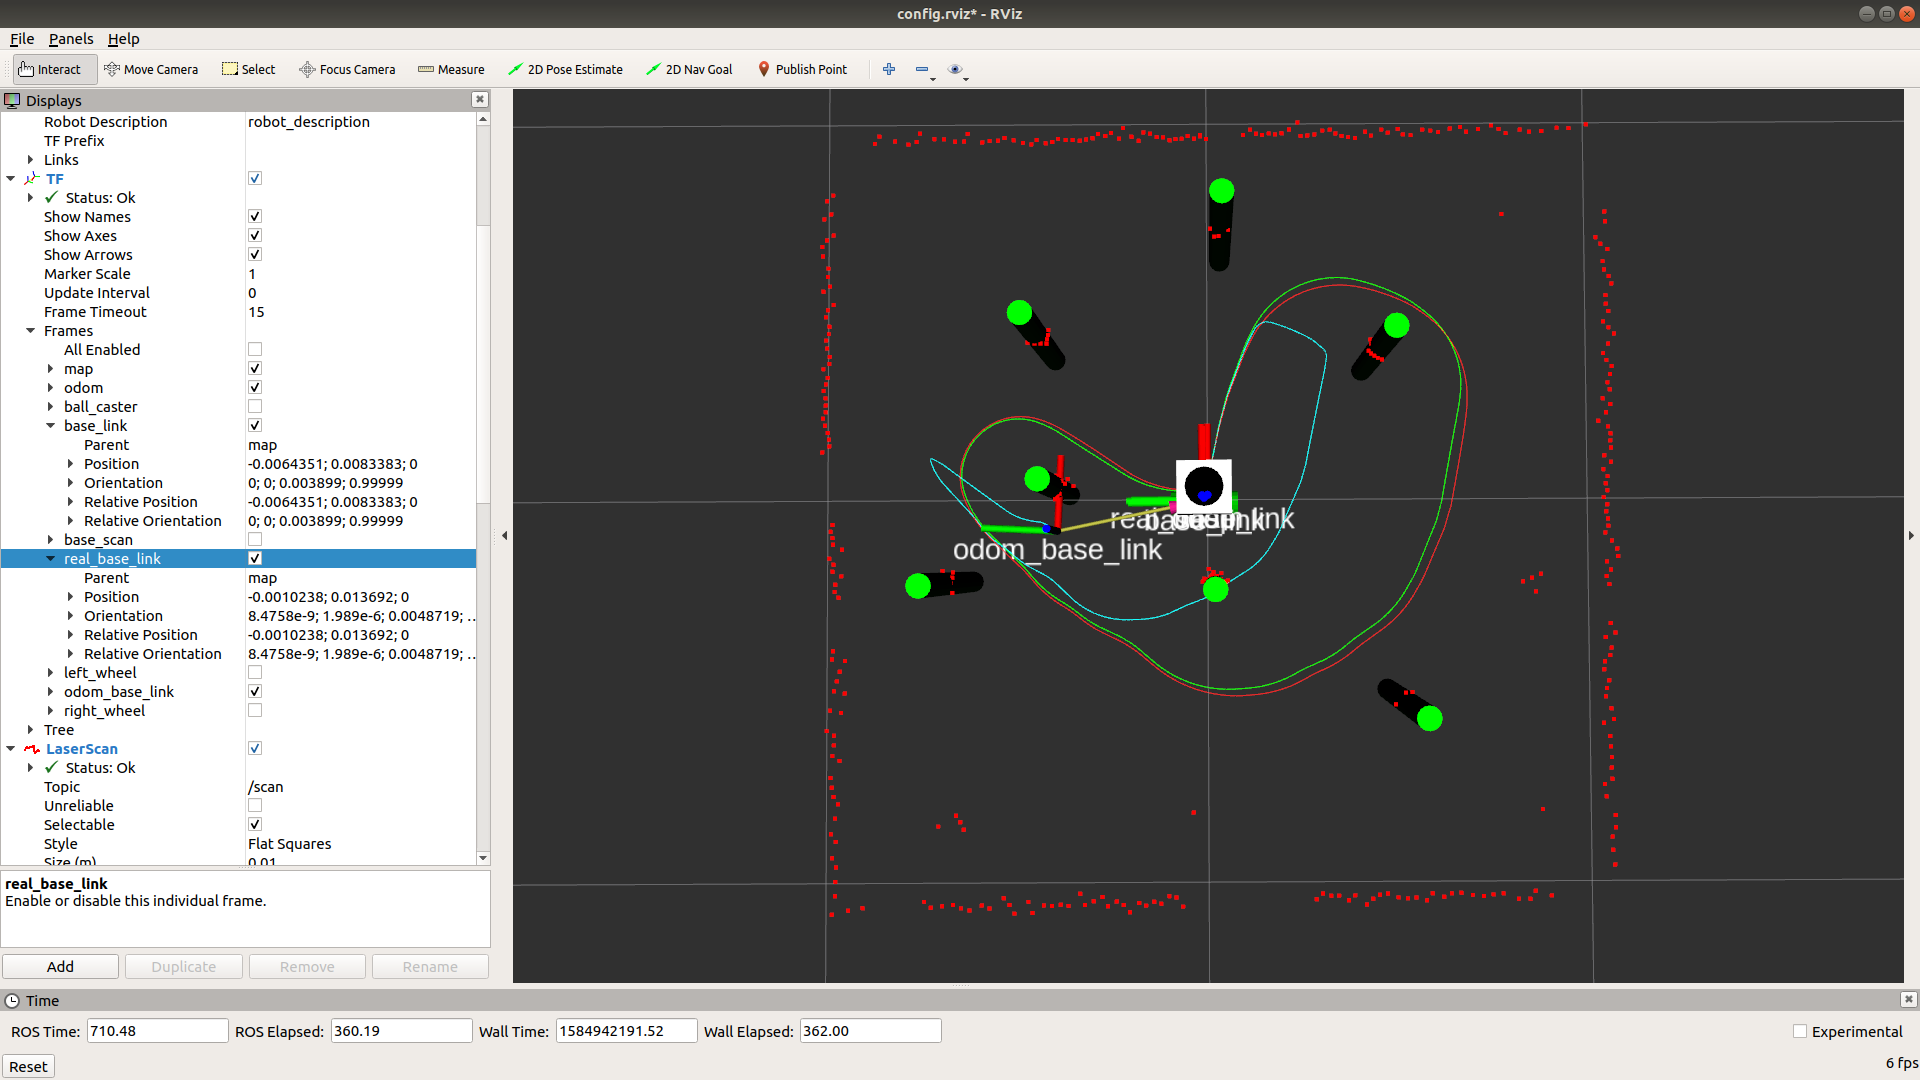 config.rviz* - RViz
File Panels Help
Interact Move Camera Select Focus Camera Measure 2D Pose Estimate 2D Nav Goal Publish Point
Displays
Robot Description robot_description
TF Prefix
Links
TF
Status: Ok
Show Names
Show Axes
Show Arrows
Marker Scale 1
Update Interval 0
Frame Timeout 15
Frames
All Enabled
map
odom
ball_caster
base_link
Parent map
Position -0.0064351; 0.0083383; 0
Orientation 0; 0; 0.003899; 0.99999
Relative Position -0.0064351; 0.0083383; 0
Relative Orientation 0; 0; 0.003899; 0.99999
base_scan
real_base_link
Parent map
Position -0.0010238; 0.013692; 0
Orientation 8.4758e-9; 1.989e-6; 0.0048719; ...
Relative Position -0.0010238; 0.013692; 0
Relative Orientation 8.4758e-9; 1.989e-6; 0.0048719; ...
left_wheel
odom_base_link
right_wheel
Tree
LaserScan
Status: Ok
Topic /scan
Unreliable
Selectable
Style Flat Squares
Size (m) 0.01
real_base_link
Enable or disable this individual frame.
Add Duplicate Remove Rename
odom_base_link
Time
ROS Time: 710.48 ROS Elapsed: 360.19 Wall Time: 1584942191.52 Wall Elapsed: 362.00 Experimental
Reset 6 fps